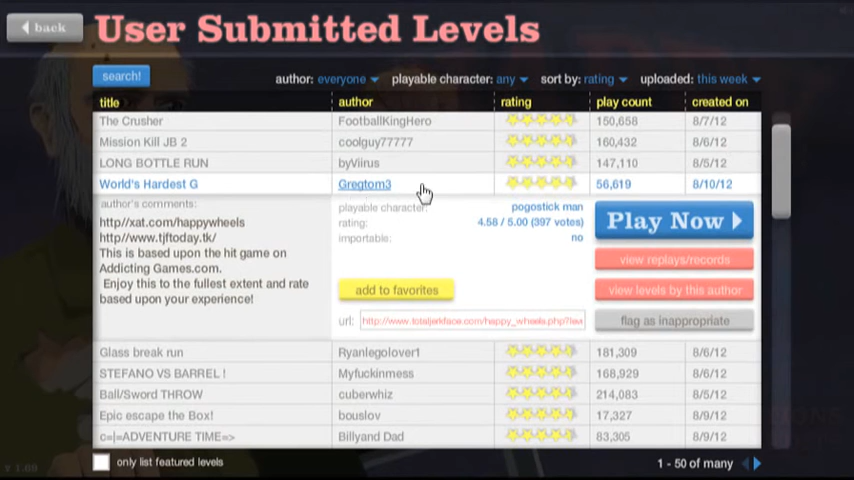 back
User Submitted Levels
search!
author: everyone playable character: any sort by: rating uploaded: this week
title author rating play count created on
The Crusher FootballKingHero 150,658 8/7/12
Mission Kill JB 2 coolguy77777 160,432 8/6/12
LONG BOTTLE RUN byViirus 147,110 8/5/12
World's Hardest G Gregtom3 56,619 8/10/12
author's comments:
http//xat.com/happywheels
http//www.tjftoday.tk/
This is based upon the hit game on
Addicting Games.com.
Enjoy this to the fullest extent and rate
based upon your experience!
playable character: pogostick man
rating: 4.58 / 5.00 (397 votes)
importable: no
add to favorites
url: http://www.totaljerkface.com/happy_wheels.php?
Play Now
view replays/records
view levels by this author
flag as inappropriate
Glass break run Ryanlegolover1 181,309 8/6/12
STEFANO VS BARREL ! Myfuckinmess 168,929 8/6/12
Ball/Sword THROW cuberwhiz 214,083 8/5/12
Epic escape the Box! bouslov 17,327 8/9/12
c=|=ADVENTURE TIME=> Billyand Dad 83,305 8/9/12
only list featured levels
1 - 50 of many
v 1.60